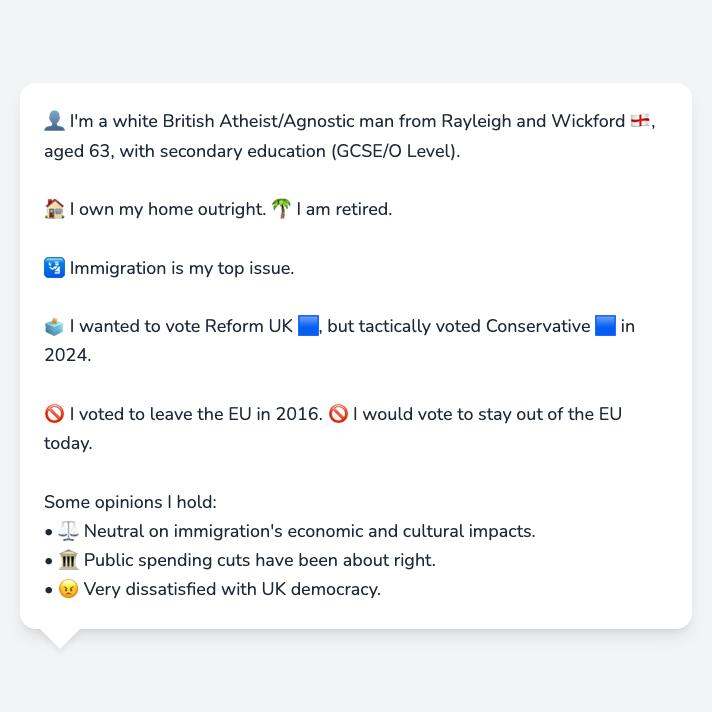 👤 I'm a white British Atheist/Agnostic man from Rayleigh and Wickford 🏴󠁧󠁢󠁥󠁮󠁧󠁿,
aged 63, with secondary education (GCSE/O Level).
🏠 I own my home outright. 🌴 I am retired.
🛂 Immigration is my top issue.
🗳️ I wanted to vote Reform UK 🟦, but tactically voted Conservative 🟦 in
2024.
🚫 I voted to leave the EU in 2016. 🚫 I would vote to stay out of the EU
today.
Some opinions I hold:
• ⚖️ Neutral on immigration's economic and cultural impacts.
• 🏛️ Public spending cuts have been about right.
• 😠 Very dissatisfied with UK democracy.